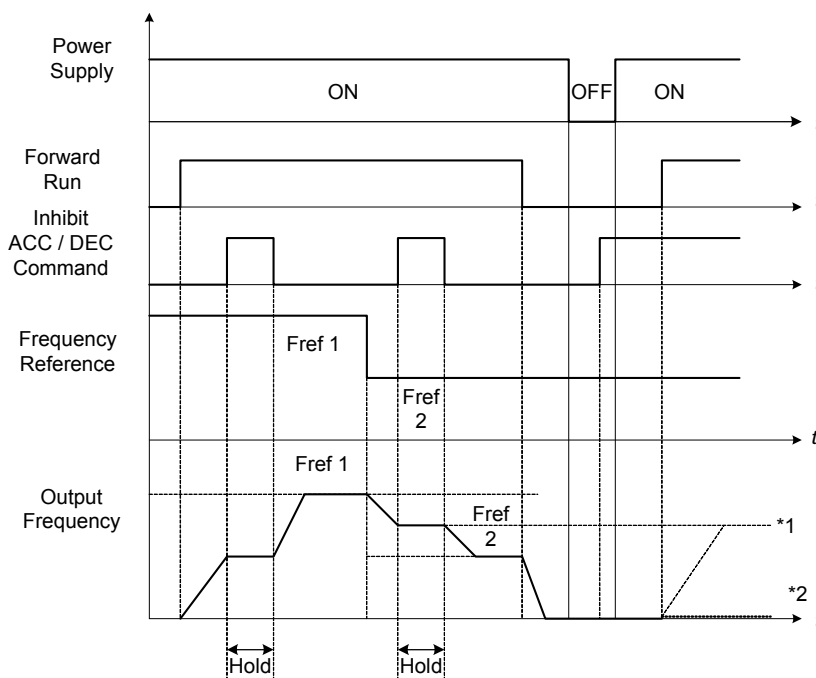 Power
Supply
ON
OFF
ON
Forward
Run
Inhibit
ACC / DEC
Command
Frequency
Reference
Fref 1
Fref
2
t
Fref 1
Output
Frequency
Fref
2
*1
*2
Hold
Hold